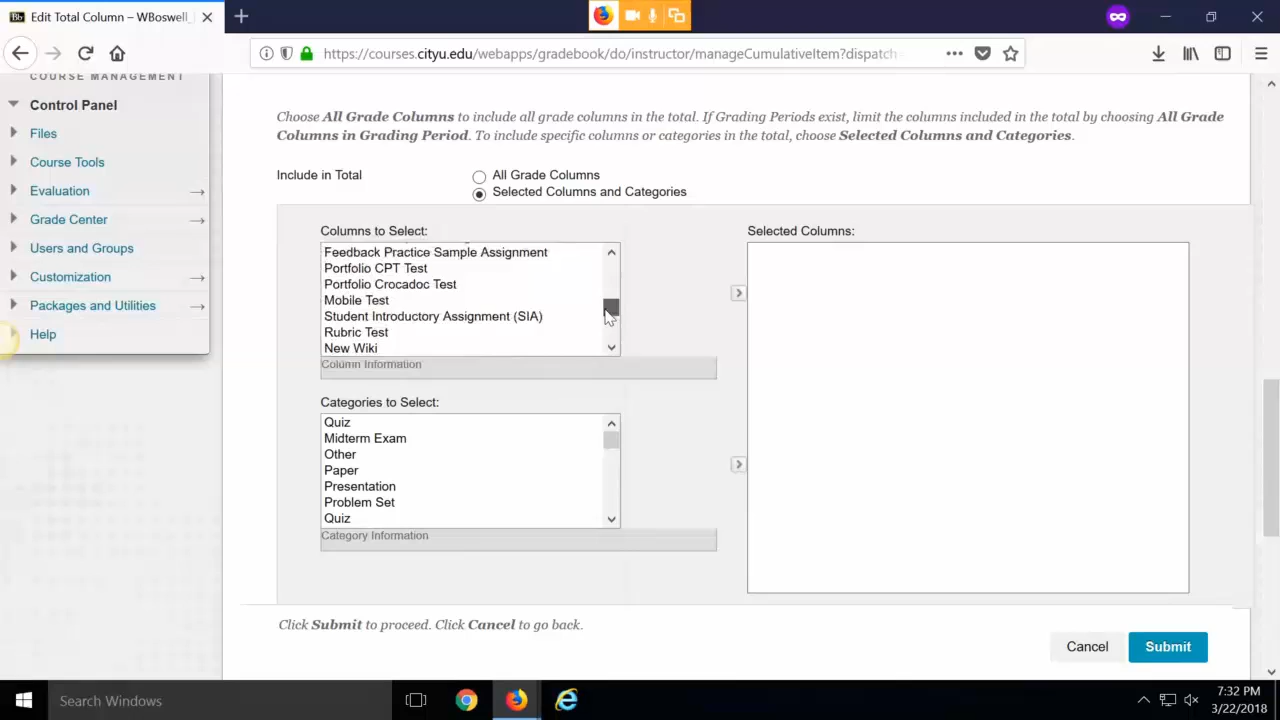 Edit Total Column – WBoswell_
https://courses.cityu.edu/webapps/gradebook/do/instructor/manageCumulativeItem?dispatch=
COURSE MANAGEMENT
Control Panel
Files
Course Tools
Evaluation
Grade Center
Users and Groups
Customization
Packages and Utilities
Help
Choose All Grade Columns to include all grade columns in the total. If Grading Periods exist, limit the columns included in the total by choosing All Grade
Columns in Grading Period. To include specific columns or categories in the total, choose Selected Columns and Categories.
Include in Total
All Grade Columns
Selected Columns and Categories
Columns to Select:
Feedback Practice Sample Assignment
Portfolio CPT Test
Portfolio Crocadoc Test
Mobile Test
Student Introductory Assignment (SIA)
Rubric Test
New Wiki
Column Information
Categories to Select:
Quiz
Midterm Exam
Other
Paper
Presentation
Problem Set
Quiz
Category Information
Selected Columns:
Click Submit to proceed. Click Cancel to go back.
Cancel
Submit
Search Windows
7:32 PM
3/22/2018